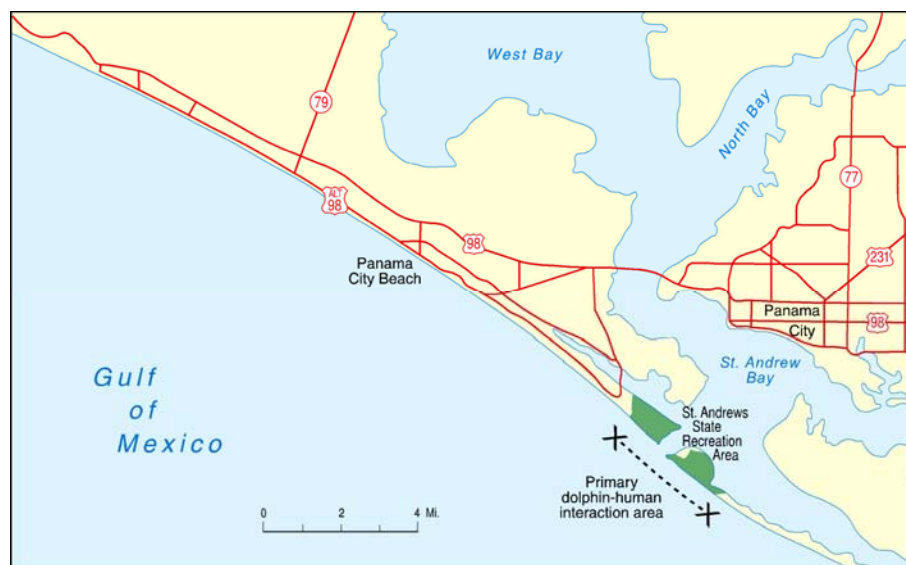 West Bay
North Bay
79
77
ALT
98
98
231
Panama
City Beach
Panama
City
98
St. Andrew
Bay
Gulf
of
Mexico
St. Andrews
State
Recreation
Area
Primary
dolphin-human
interaction area
0 2 4 Mi.